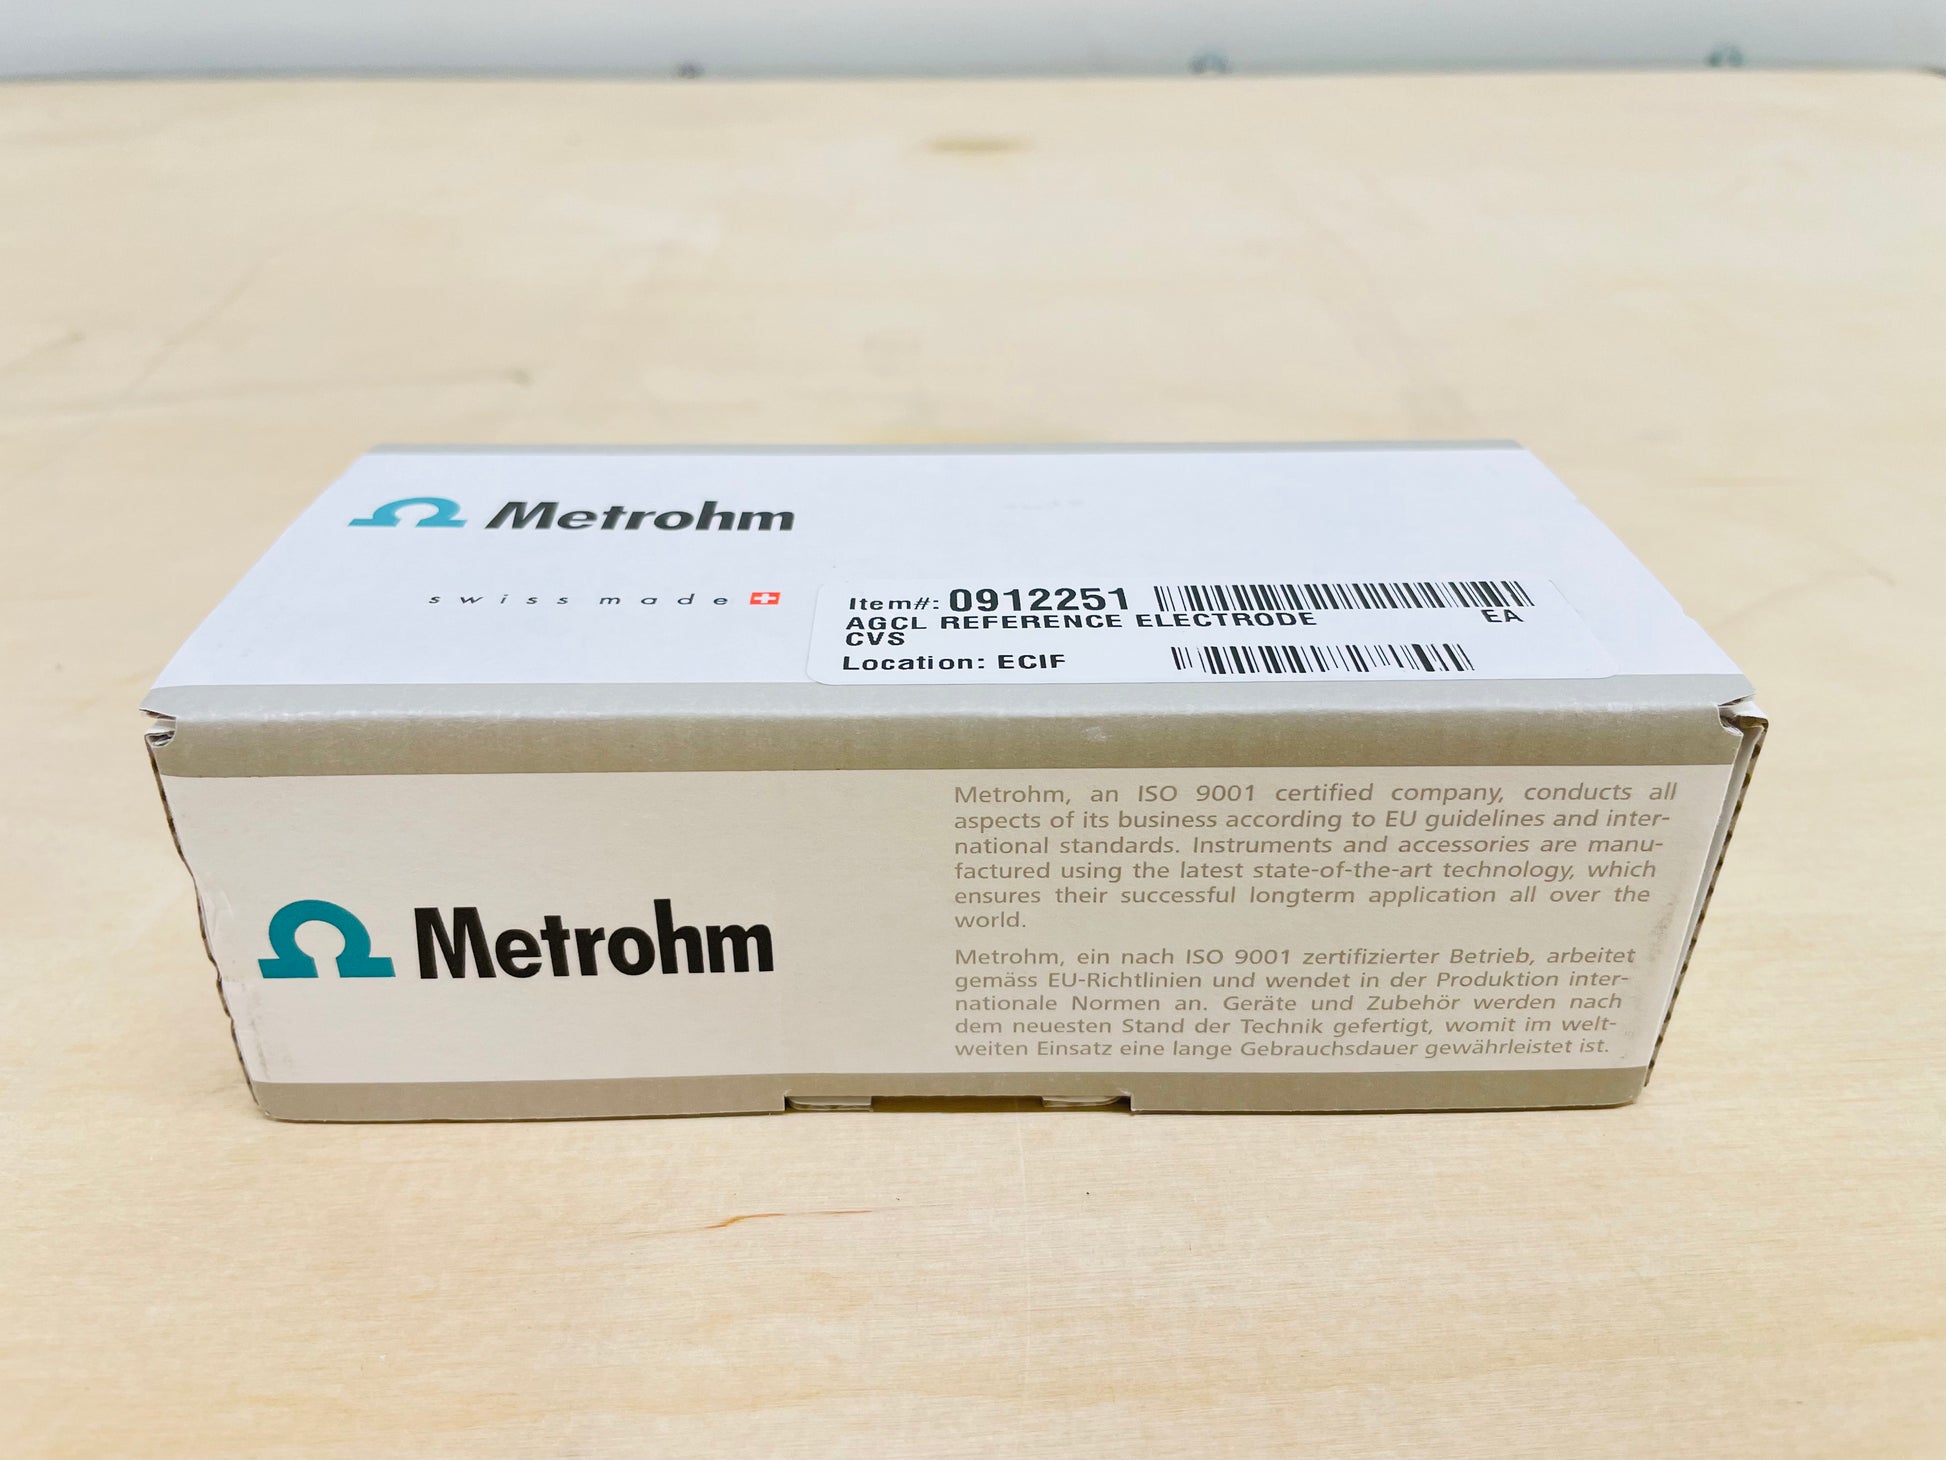 Metrohm
swiss made
Item#: 0912251
AGCL REFERENCE ELECTRODE EA
CVS
Location: ECIF
Metrohm
Metrohm, an ISO 9001 certified company, conducts all
aspects of its business according to EU guidelines and inter-
national standards. Instruments and accessories are manu-
factured using the latest state-of-the-art technology, which
ensures their successful longterm application all over the
world.
Metrohm, ein nach ISO 9001 zertifizierter Betrieb, arbeitet
gemäss EU-Richtlinien und wendet in der Produktion inter-
nationale Normen an. Geräte und Zubehör werden nach
dem neuesten Stand der Technik gefertigt, womit im welt-
weiten Einsatz eine lange Gebrauchsdauer gewährleistet ist.